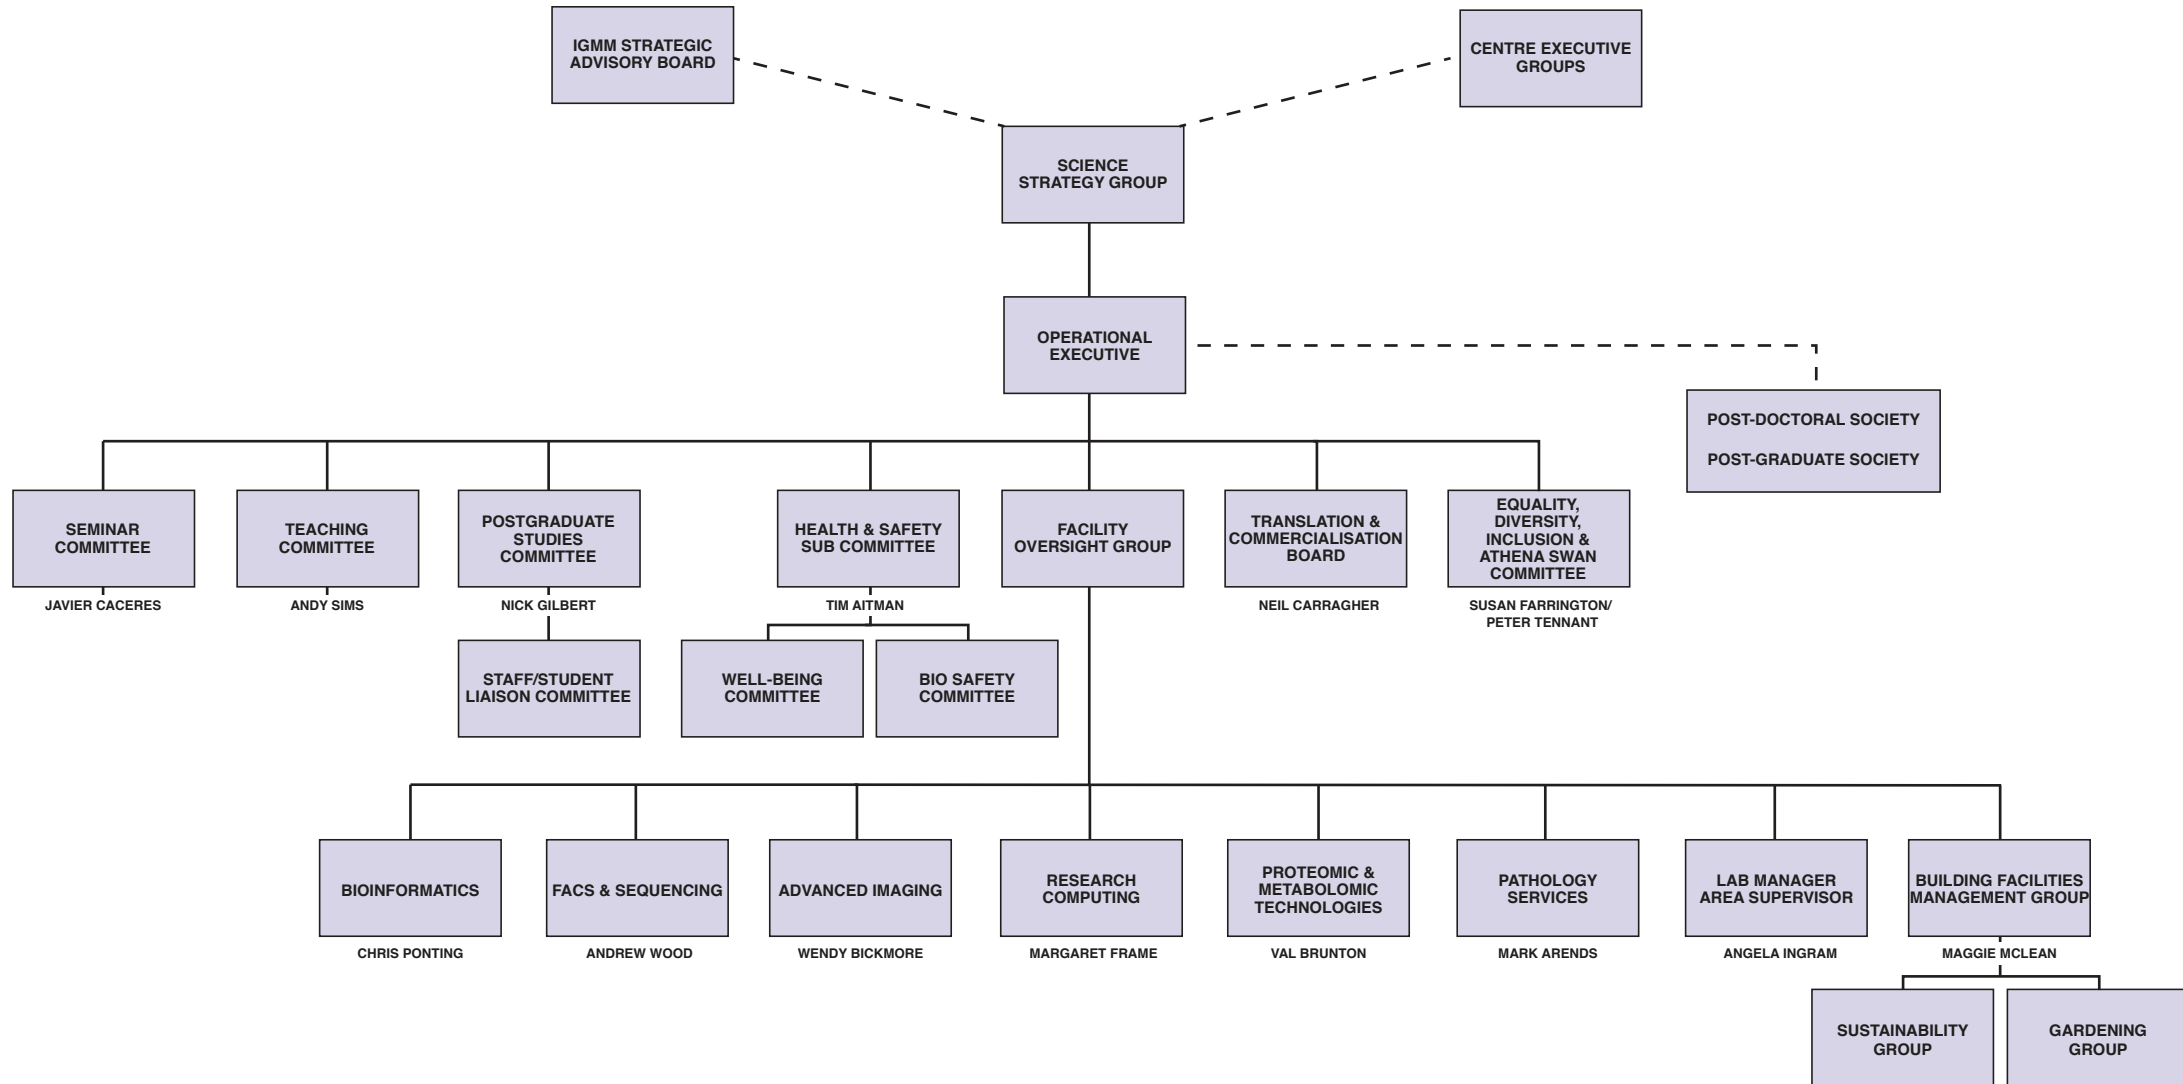 IGMM STRATEGIC
ADVISORY BOARD
CENTRE EXECUTIVE
GROUPS
SCIENCE
STRATEGY GROUP
OPERATIONAL
EXECUTIVE
POST-DOCTORAL SOCIETY
POST-GRADUATE SOCIETY
SEMINAR
COMMITTEE
JAVIER CACERES
TEACHING
COMMITTEE
ANDY SIMS
POSTGRADUATE
STUDIES
COMMITTEE
NICK GILBERT
HEALTH & SAFETY
SUB COMMITTEE
TIM AITMAN
FACILITY
OVERSIGHT GROUP
TRANSLATION &
COMMERCIALISATION
BOARD
NEIL CARRAGHER
EQUALITY,
DIVERSITY,
INCLUSION &
ATHENA SWAN
COMMITTEE
SUSAN FARRINGTON/
PETER TENNANT
STAFF/STUDENT
LIAISON COMMITTEE
WELL-BEING
COMMITTEE
BIO SAFETY
COMMITTEE
BIOINFORMATICS
CHRIS PONTING
FACS & SEQUENCING
ANDREW WOOD
ADVANCED IMAGING
WENDY BICKMORE
RESEARCH
COMPUTING
MARGARET FRAME
PROTEOMIC &
METABOLOMIC
TECHNOLOGIES
VAL BRUNTON
PATHOLOGY
SERVICES
MARK ARENDS
LAB MANAGER
AREA SUPERVISOR
ANGELA INGRAM
BUILDING FACILITIES
MANAGEMENT GROUP
MAGGIE MCLEAN
SUSTAINABILITY
GROUP
GARDENING
GROUP